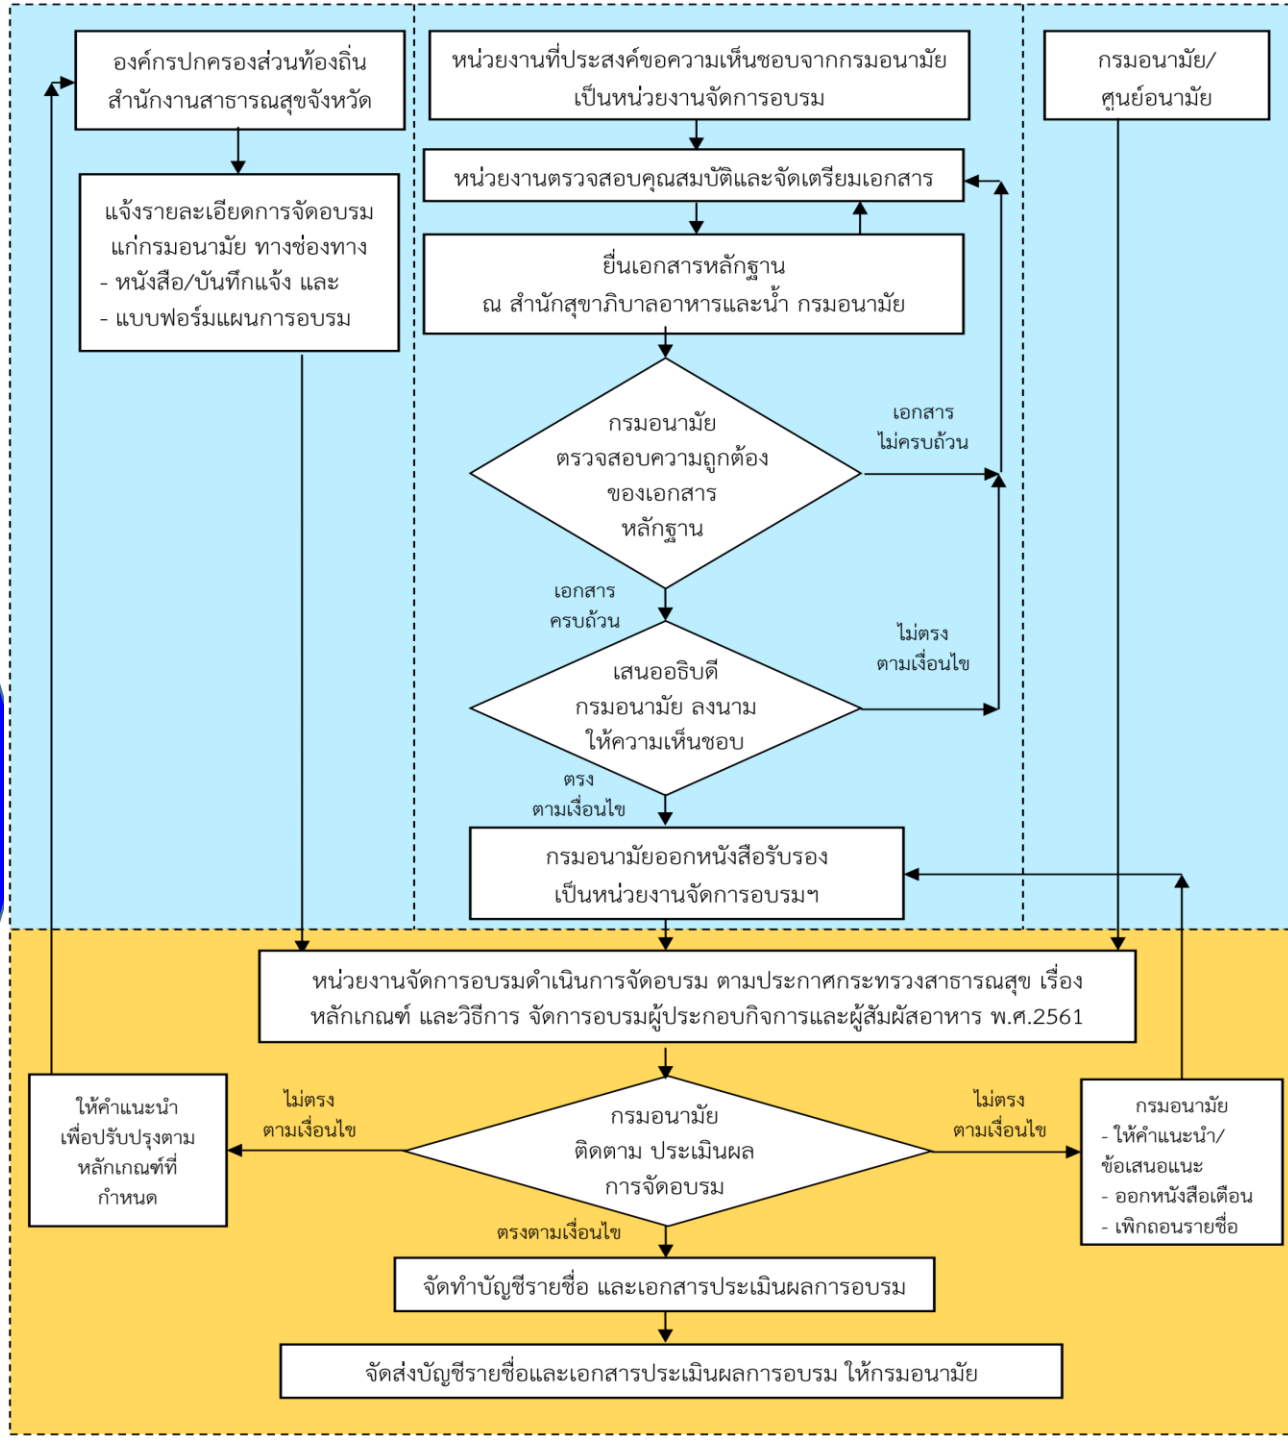 องค์กรปกครองส่วนท้องถิ่น
สำนักงานสาธารณสุขจังหวัด
แจ้งรายละเอียดการจัดอบรม
แก่กรมอนามัย ทางช่องทาง
- หนังสือ/บันทึกแจ้ง และ
- แบบฟอร์มแผนการอบรม
หน่วยงานที่ประสงค์ขอความเห็นชอบจากกรมอนามัย
เป็นหน่วยงานจัดการอบรม
หน่วยงานตรวจสอบคุณสมบัติและจัดเตรียมเอกสาร
ยื่นเอกสารหลักฐาน
ณ สำนักสุขาภิบาลอาหารและน้ำ กรมอนามัย
กรมอนามัย
ตรวจสอบความถูกต้อง
ของเอกสาร
หลักฐาน
เอกสาร
ไม่ครบถ้วน
เอกสาร
ครบถ้วน
เสนออธิบดี
กรมอนามัย ลงนาม
ให้ความเห็นชอบ
ไม่ตรง
ตามเงื่อนไข
ตรง
ตามเงื่อนไข
กรมอนามัยออกหนังสือรับรอง
เป็นหน่วยงานจัดการอบรมฯ
กรมอนามัย/
ศูนย์อนามัย
หน่วยงานจัดการอบรมดำเนินการจัดอบรม ตามประกาศกระทรวงสาธารณสุข เรื่อง
หลักเกณฑ์ และวิธีการ จัดการอบรมผู้ประกอบกิจการและผู้สัมผัสอาหาร พ.ศ.2561
กรมอนามัย
ติดตาม ประเมินผล
การจัดอบรม
ไม่ตรง
ตามเงื่อนไข
ให้คำแนะนำ
เพื่อปรับปรุงตาม
หลักเกณฑ์ที่
กำหนด
ไม่ตรง
ตามเงื่อนไข
กรมอนามัย
- ให้คำแนะนำ/
ข้อเสนอแนะ
- ออกหนังสือเตือน
- เพิกถอนรายชื่อ
ตรงตามเงื่อนไข
จัดทำบัญชีรายชื่อ และเอกสารประเมินผลการอบรม
จัดส่งบัญชีรายชื่อและเอกสารประเมินผลการอบรม ให้กรมอนามัย